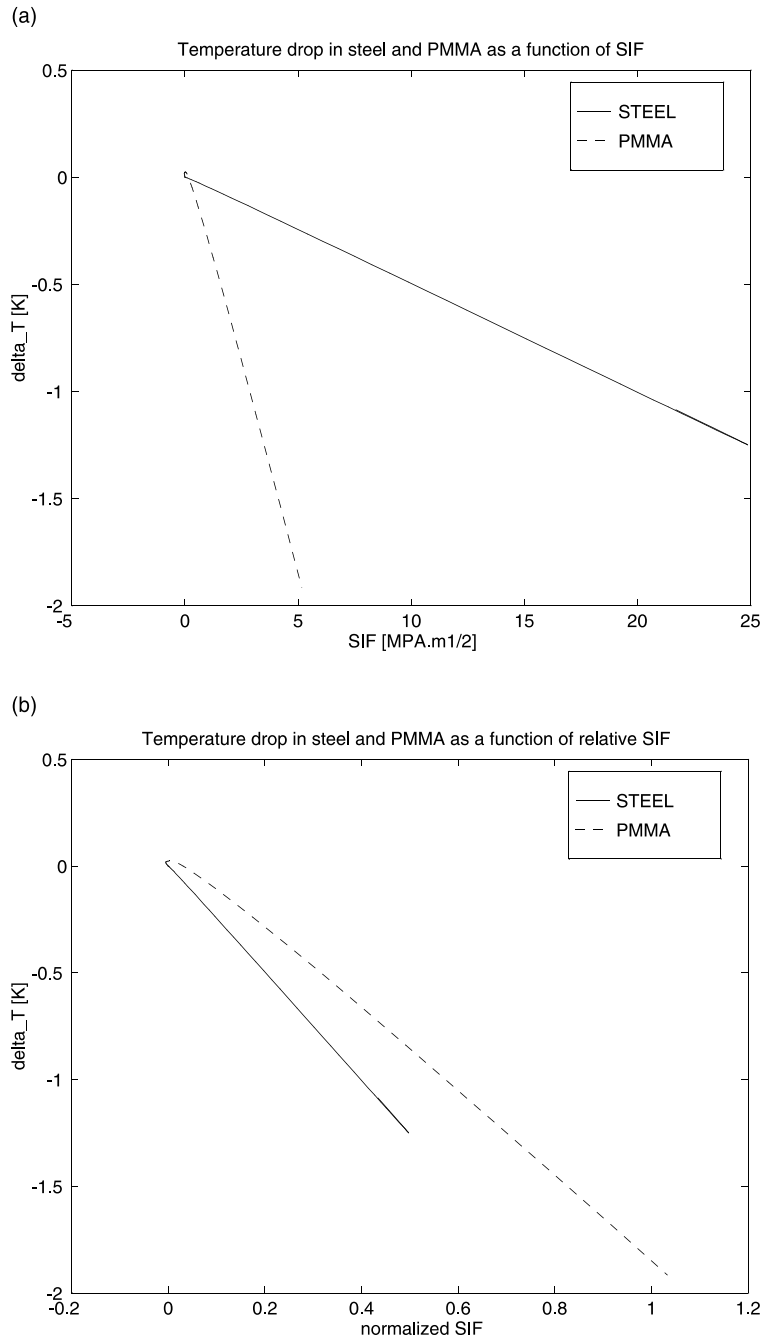 (a)
Temperature drop in steel and PMMA as a function of SIF
0.5
STEEL
PMMA
0
-0.5
delta_T [K]
-1
-1.5
-2
-5 0 5 10 15 20 25
SIF [MPA.m1/2]
(b)
Temperature drop in steel and PMMA as a function of relative SIF
0.5
STEEL
PMMA
0
-0.5
delta_T [K]
-1
-1.5
-2
-0.2 0 0.2 0.4 0.6 0.8 1 1.2
normalized SIF